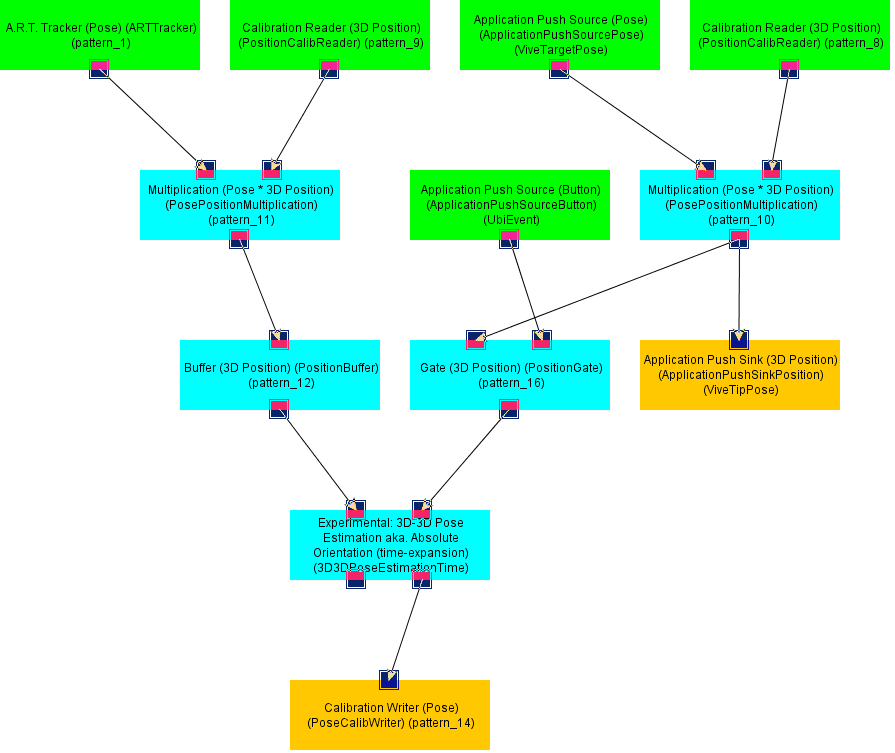 A.R.T. Tracker (Pose) (ARTTracker)
(pattern_1)
Calibration Reader (3D Position)
(PositionCalibReader) (pattern_9)
Application Push Source (Pose)
(ApplicationPushSourcePose)
(ViveTargetPose)
Calibration Reader (3D Position)
(PositionCalibReader) (pattern_8)
Multiplication (Pose * 3D Position)
(PosePositionMultiplication)
(pattern_11)
Application Push Source (Button)
(ApplicationPushSourceButton)
(UbiEvent)
Multiplication (Pose * 3D Position)
(PosePositionMultiplication)
(pattern_10)
Buffer (3D Position) (PositionBuffer)
(pattern_12)
Gate (3D Position) (PositionGate)
(pattern_16)
Application Push Sink (3D Position)
(ApplicationPushSinkPosition)
(ViveTipPose)
Experimental: 3D-3D Pose
Estimation aka. Absolute
Orientation (time-expansion)
(3D3DPoseEstimationTime)
Calibration Writer (Pose)
(PoseCalibWriter) (pattern_14)